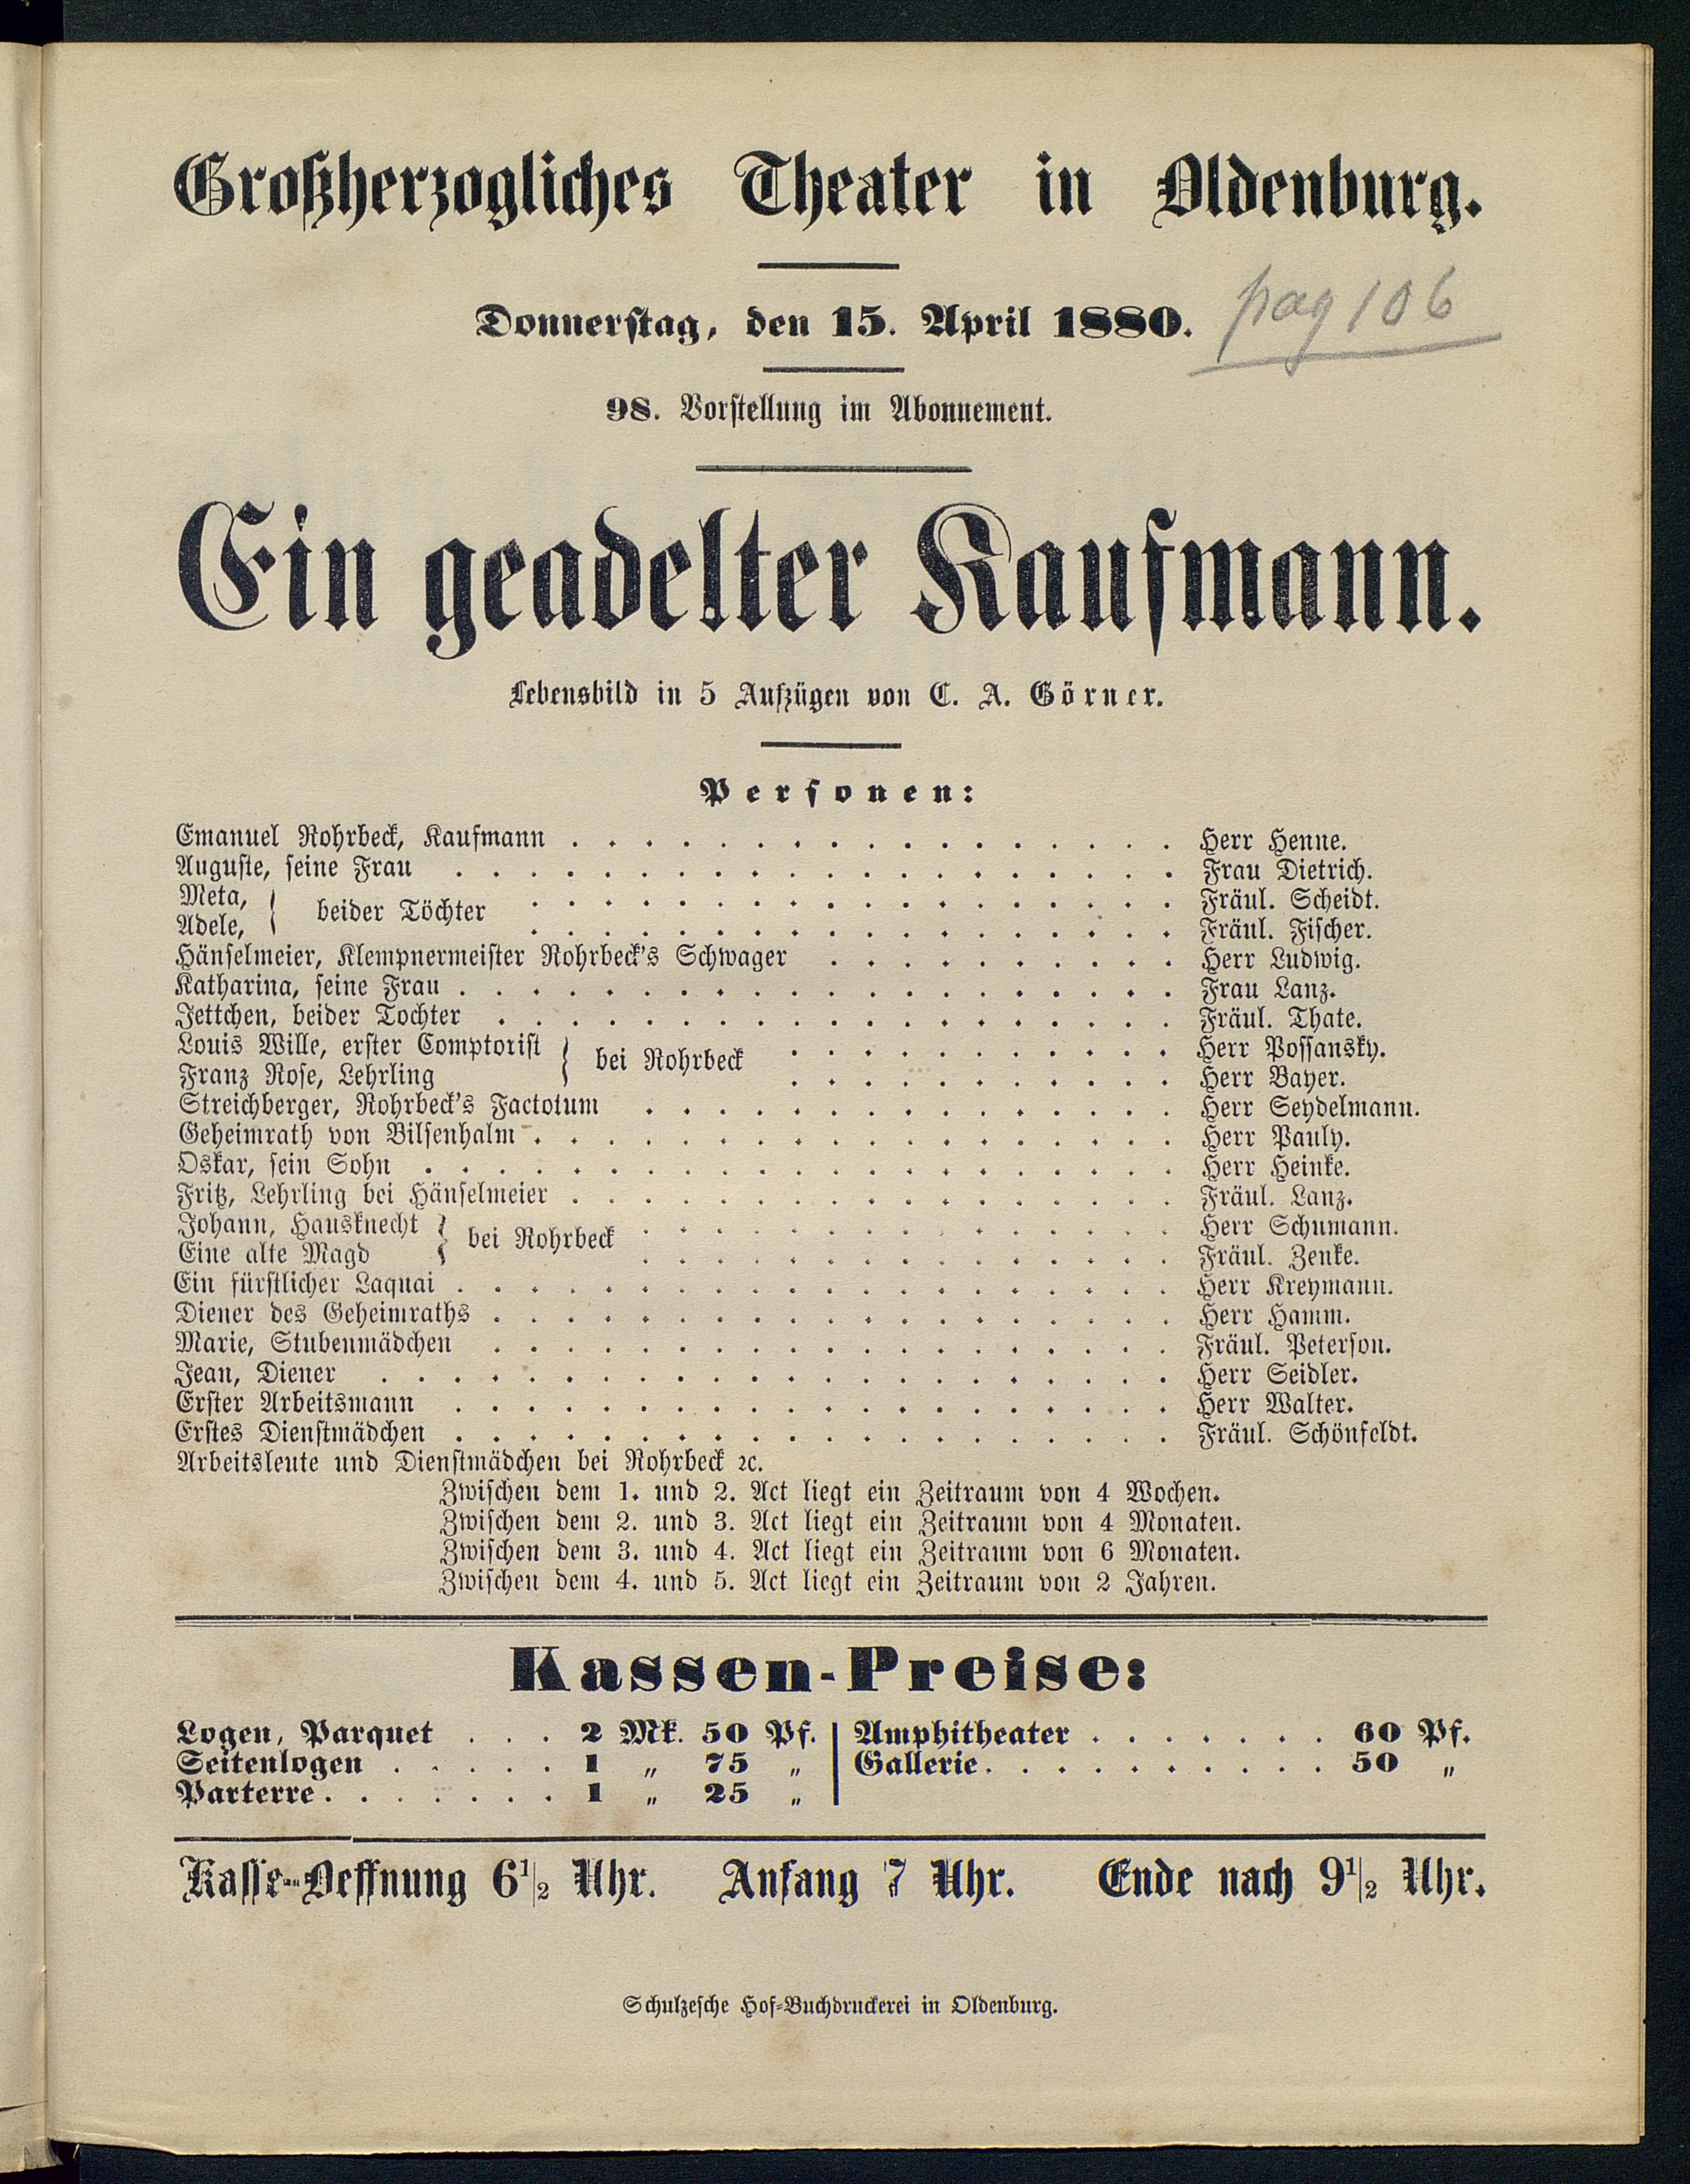 Großherzogliches Theater in Oldenburg.
Donnerstag, den 15. April 1880.
pag 106
98. Vorstellung im Abonnement.
Ein geadelter Kaufmann.
Lebensbild in 5 Aufzügen von C. A. Görner.
Personen:
Emanuel Rohrbeck, Kaufmann . . . . . . . . . . . . . . . . . Herr Henne.
Auguste, seine Frau . . . . . . . . . . . . . . . . . . . . Frau Dietrich.
Meta, } beider Töchter . . . . . . . . . . . . . . . . . . Fräul. Scheidt.
Adele, . . . . . . . . . . . . . . . . . . Fräul. Fischer.
Hänselmeier, Klempnermeister Rohrbeck's Schwager . . . . . . . . . . Herr Ludwig.
Katharina, seine Frau . . . . . . . . . . . . . . . . . . . . Frau Lanz.
Jettchen, beider Tochter . . . . . . . . . . . . . . . . . . . Fräul. Thate.
Louis Wille, erster Comptorist } bei Rohrbeck . . . . . . . . . . . Herr Possansky.
Franz Rose, Lehrling . . . . . . . . . . . Herr Bayer.
Streichberger, Rohrbeck's Factotum . . . . . . . . . . . . . . . Herr Seydelmann.
Geheimrath von Bilsenhalm . . . . . . . . . . . . . . . . . . Herr Pauly.
Oskar, sein Sohn . . . . . . . . . . . . . . . . . . . . . Herr Heinke.
Fritz, Lehrling bei Hänselmeier . . . . . . . . . . . . . . . . . Fräul. Lanz.
Johann, Hausknecht } bei Rohrbeck . . . . . . . . . . . . . . . Herr Schumann.
Eine alte Magd . . . . . . . . . . . . . . . Fräul. Zenke.
Ein fürstlicher Laquai . . . . . . . . . . . . . . . . . . . . Herr Kreymann.
Diener des Geheimraths . . . . . . . . . . . . . . . . . . . Herr Hamm.
Marie, Stubenmädchen . . . . . . . . . . . . . . . . . . . Fräul. Peterson.
Jean, Diener . . . . . . . . . . . . . . . . . . . . . . Herr Seidler.
Erster Arbeitsmann . . . . . . . . . . . . . . . . . . . . Herr Walter.
Erstes Dienstmädchen . . . . . . . . . . . . . . . . . . . . Fräul. Schönfeldt.
Arbeitsleute und Dienstmädchen bei Rohrbeck ꝛc.
Zwischen dem 1. und 2. Act liegt ein Zeitraum von 4 Wochen.
Zwischen dem 2. und 3. Act liegt ein Zeitraum von 4 Monaten.
Zwischen dem 3. und 4. Act liegt ein Zeitraum von 6 Monaten.
Zwischen dem 4. und 5. Act liegt ein Zeitraum von 2 Jahren.
Kassen-Preise:
Logen, Parquet . . . 2 Mk. 50 Pf. | Amphitheater . . . . . . . 60 Pf.
Seitenlogen . . . . . 1 „ 75 „ | Gallerie . . . . . . . . . . 50 „
Parterre . . . . . . . 1 „ 25 „
Kasse-Oeffnung 6½ Uhr. Anfang 7 Uhr. Ende nach 9½ Uhr.
Schulzesche Hof-Buchdruckerei in Oldenburg.